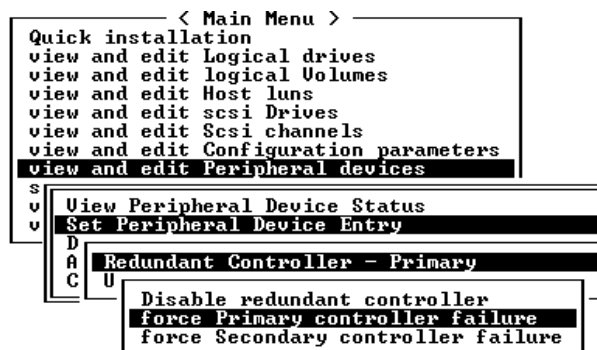 < Main Menu >
Quick installation
view and edit Logical drives
view and edit logical Volumes
view and edit Host luns
view and edit scsi Drives
view and edit Scsi channels
view and edit Configuration parameters
view and edit Peripheral devices
s
v View Peripheral Device Status
v Set Peripheral Device Entry
D
A Redundant Controller - Primary
C U
Disable redundant controller
force Primary controller failure
force Secondary controller failure